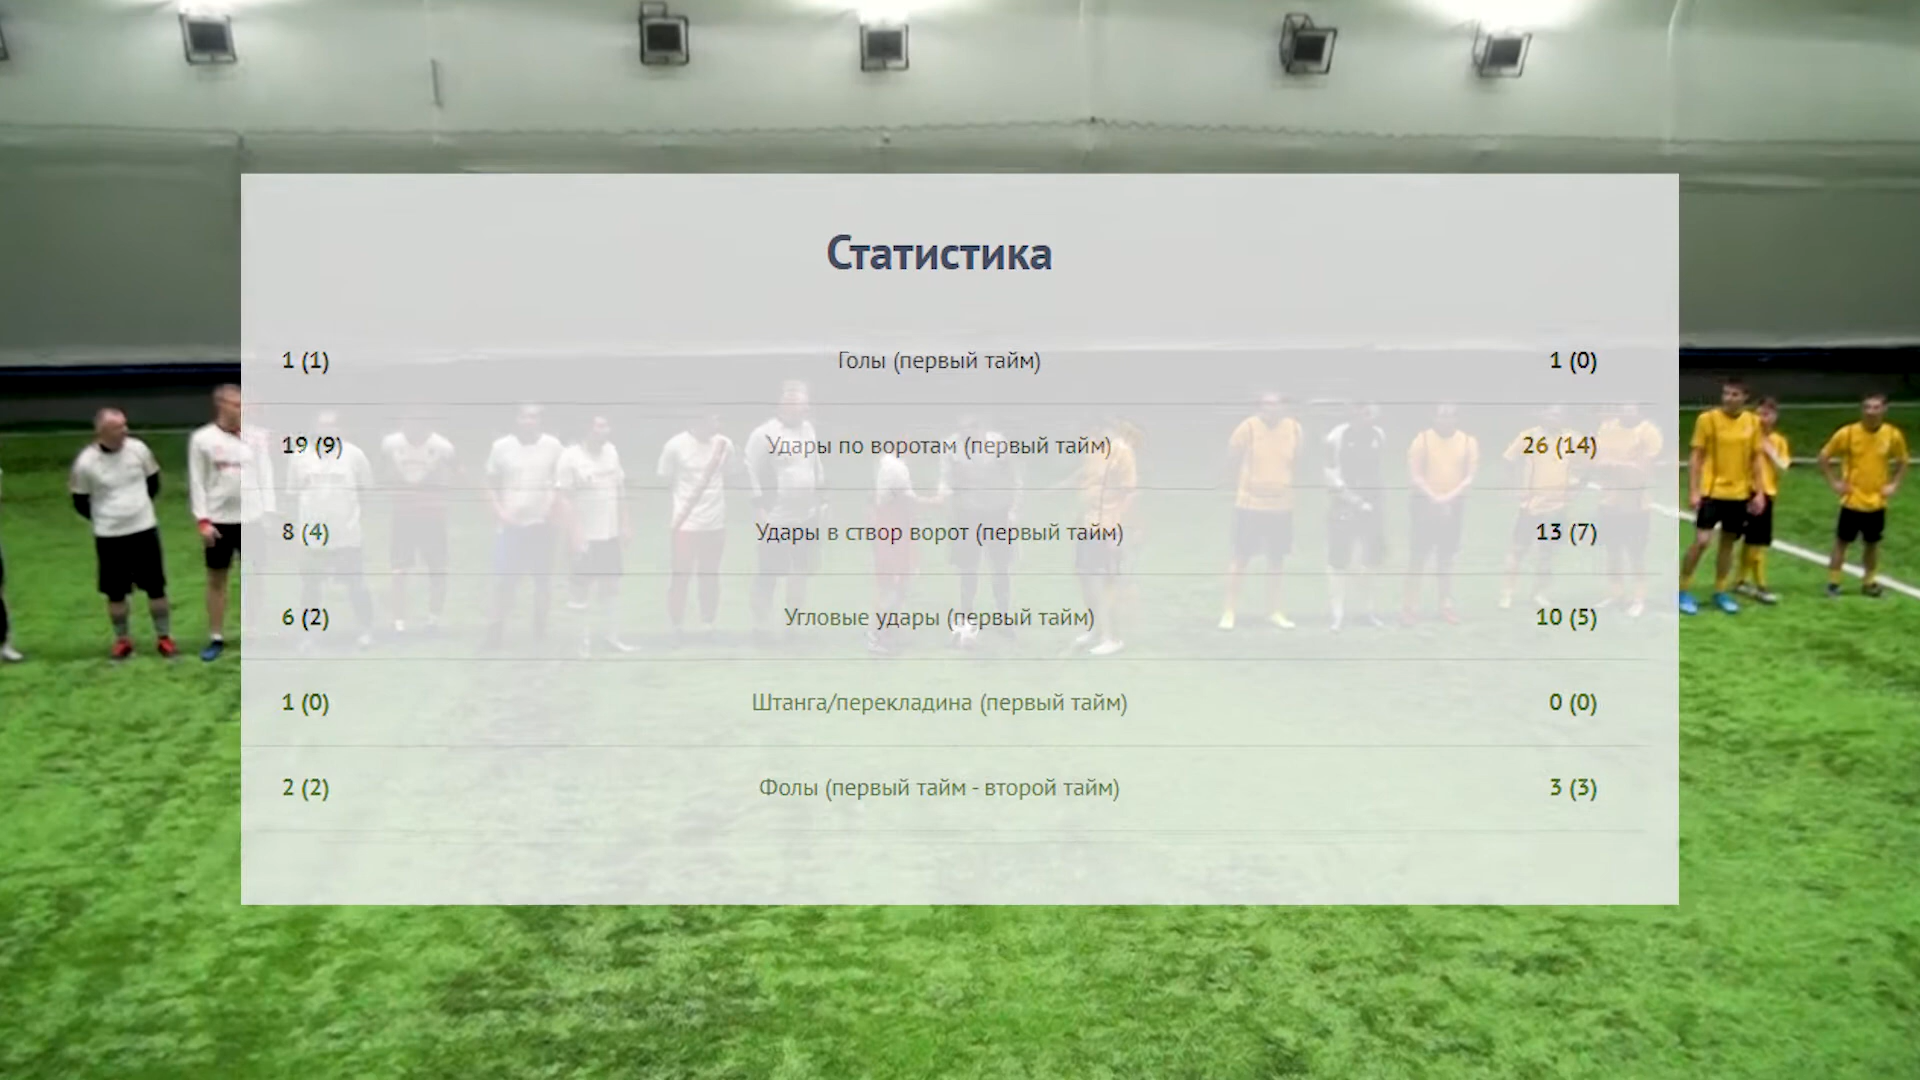 Статистика
1 (1) Голы (первый тайм) 1 (0)
19 (9) Удары по воротам (первый тайм) 26 (14)
8 (4) Удары в створ ворот (первый тайм) 13 (7)
6 (2) Угловые удары (первый тайм) 10 (5)
1 (0) Штанга/перекладина (первый тайм) 0 (0)
2 (2) Фолы (первый тайм - второй тайм) 3 (3)